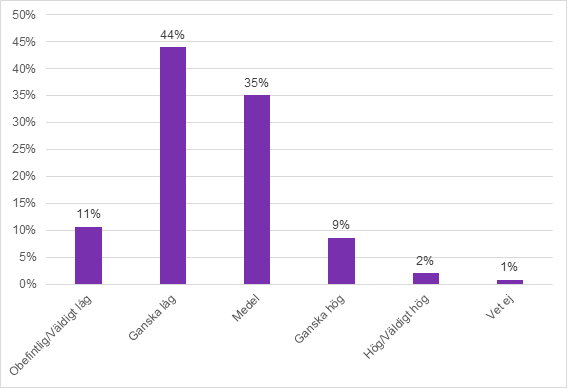 50%
45%
40%
35%
30%
25%
20%
15%
10%
5%
0%
11%
44%
35%
9%
2%
1%
Obefintlig/Väldigt låg
Ganska låg
Medel
Ganska hög
Hög/Väldigt hög
Vet ej